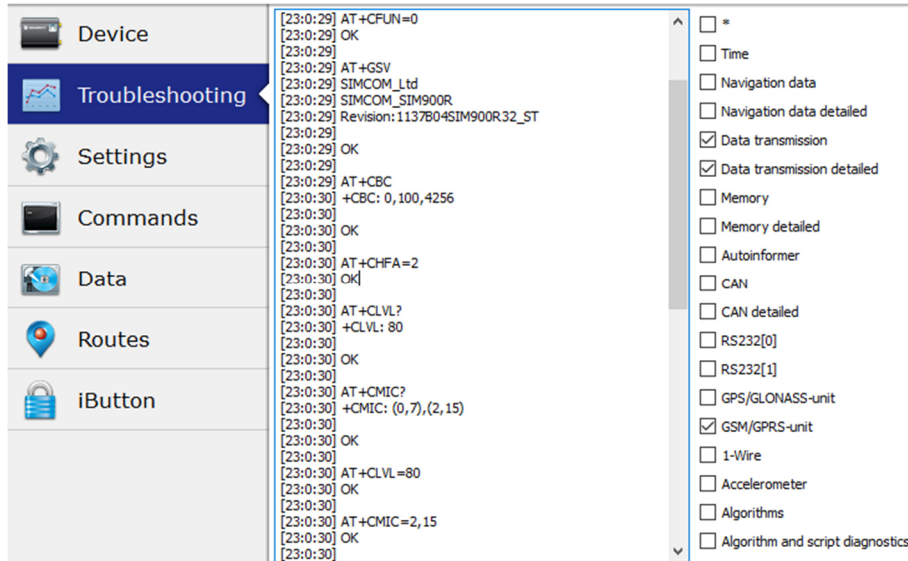 Device
Troubleshooting
Settings
Commands
Data
Routes
iButton
[23:0:29] AT+CFUN=0
[23:0:29] OK
[23:0:29]
[23:0:29] AT+GSV
[23:0:29] SIMCOM_Ltd
[23:0:29] SIMCOM_SIM900R
[23:0:29] Revision:1137B04SIM900R32_ST
[23:0:29]
[23:0:29] OK
[23:0:29]
[23:0:29] AT+CBC
[23:0:30] +CBC: 0,100,4256
[23:0:30]
[23:0:30] OK
[23:0:30]
[23:0:30] AT+CHFA=2
[23:0:30] OK
[23:0:30]
[23:0:30] AT+CLVL?
[23:0:30] +CLVL: 80
[23:0:30]
[23:0:30] OK
[23:0:30]
[23:0:30] AT+CMIC?
[23:0:30] +CMIC: (0,7),(2,15)
[23:0:30]
[23:0:30] OK
[23:0:30]
[23:0:30] AT+CLVL=80
[23:0:30] OK
[23:0:30]
[23:0:30] AT+CMIC=2,15
[23:0:30] OK
[23:0:30]
*
Time
Navigation data
Navigation data detailed
Data transmission
Data transmission detailed
Memory
Memory detailed
Autoinformer
CAN
CAN detailed
RS232[0]
RS232[1]
GPS/GLONASS-unit
GSM/GPRS-unit
1-Wire
Accelerometer
Algorithms
Algorithm and script diagnostics